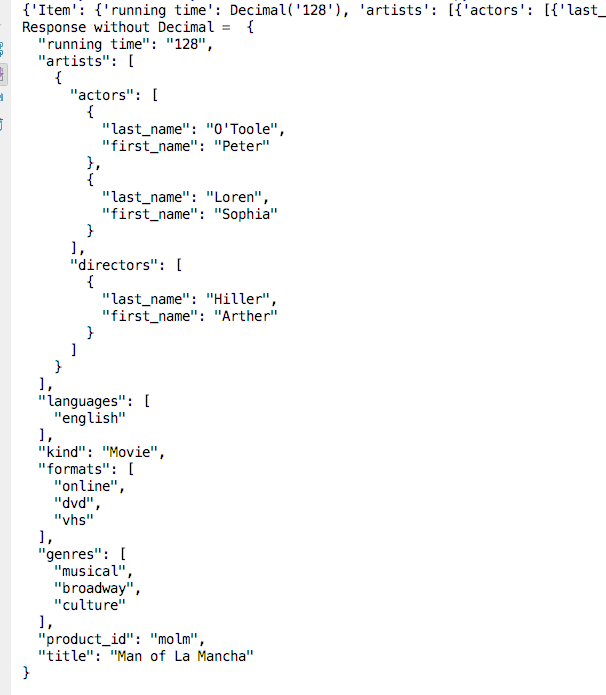 {'Item': {'running time': Decimal('128'), 'artists': [{'actors': [{'last_
Response without Decimal =  {
  "running time": "128",
  "artists": [
    {
      "actors": [
        {
          "last_name": "O'Toole",
          "first_name": "Peter"
        },
        {
          "last_name": "Loren",
          "first_name": "Sophia"
        }
      ],
      "directors": [
        {
          "last_name": "Hiller",
          "first_name": "Arther"
        }
      ]
    }
  ],
  "languages": [
    "english"
  ],
  "kind": "Movie",
  "formats": [
    "online",
    "dvd",
    "vhs"
  ],
  "genres": [
    "musical",
    "broadway",
    "culture"
  ],
  "product_id": "molm",
  "title": "Man of La Mancha"
}